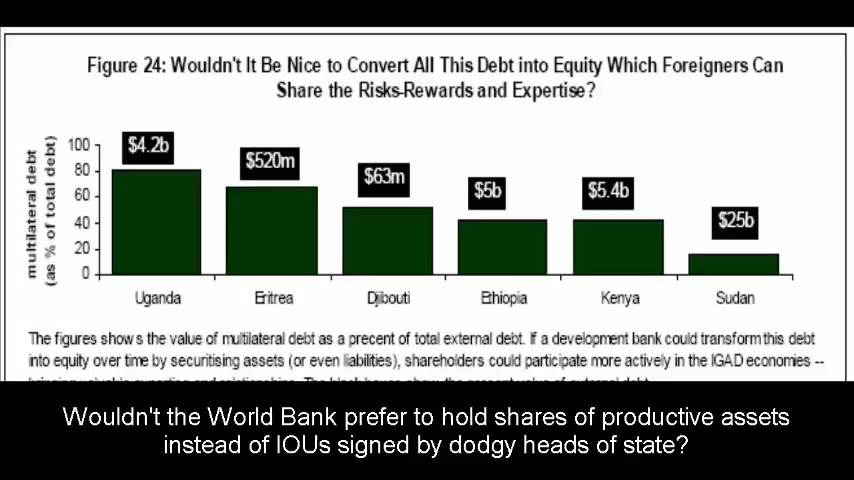 Figure 24: Wouldn't It Be Nice to Convert All This Debt into Equity Which Foreigners Can
Share the Risks-Rewards and Expertise?
multilateral debt
(as % of total debt)
100
80
60
40
20
0
$4.2b
$520m
$63m
$5b
$5.4b
$25b
Uganda
Eritrea
Djibouti
Ethiopia
Kenya
Sudan
The figures shows the value of multilateral debt as a precent of total external debt. If a development bank could transform this debt
into equity over time by securitising assets (or even liabilities), shareholders could participate more actively in the IGAD economies --
Wouldn't the World Bank prefer to hold shares of productive assets
instead of IOUs signed by dodgy heads of state?